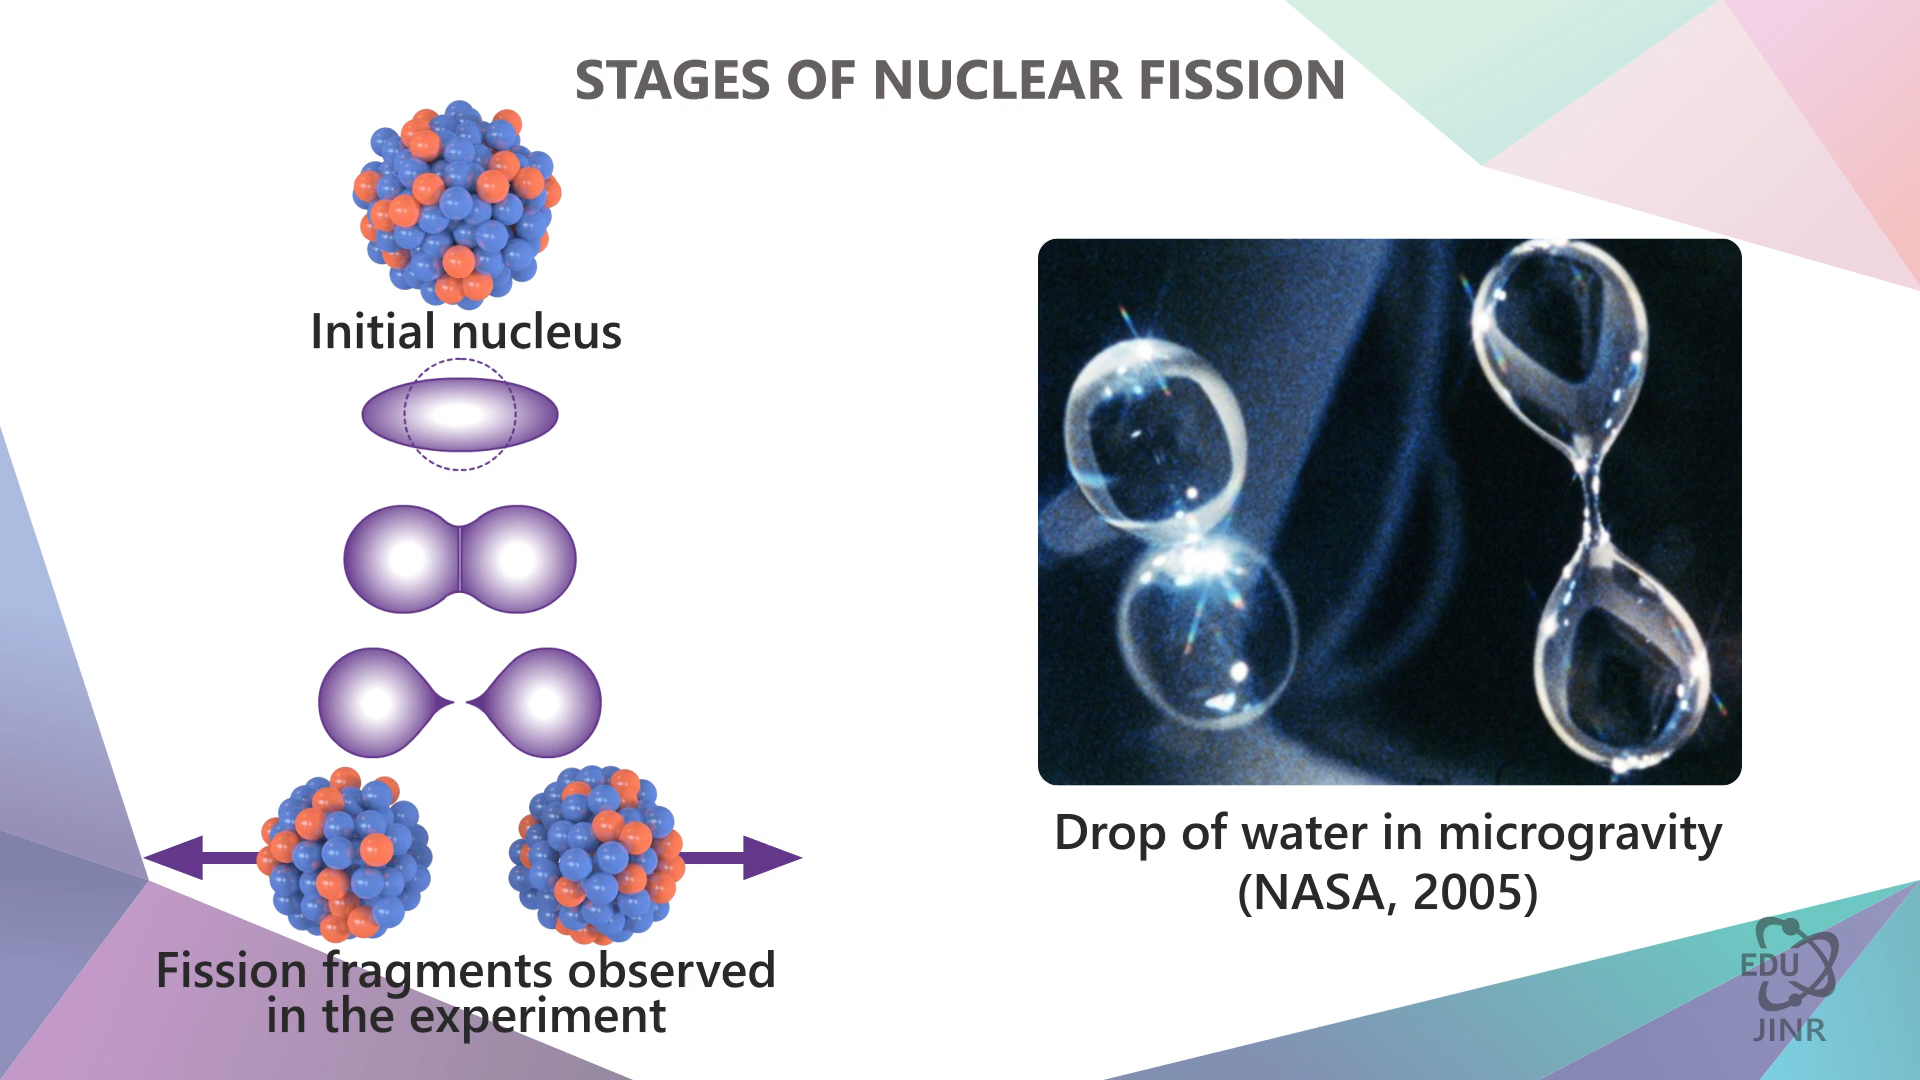 STAGES OF NUCLEAR FISSION
Initial nucleus
Fission fragments observed
in the experiment
Drop of water in microgravity
(NASA, 2005)
EDU
JINR